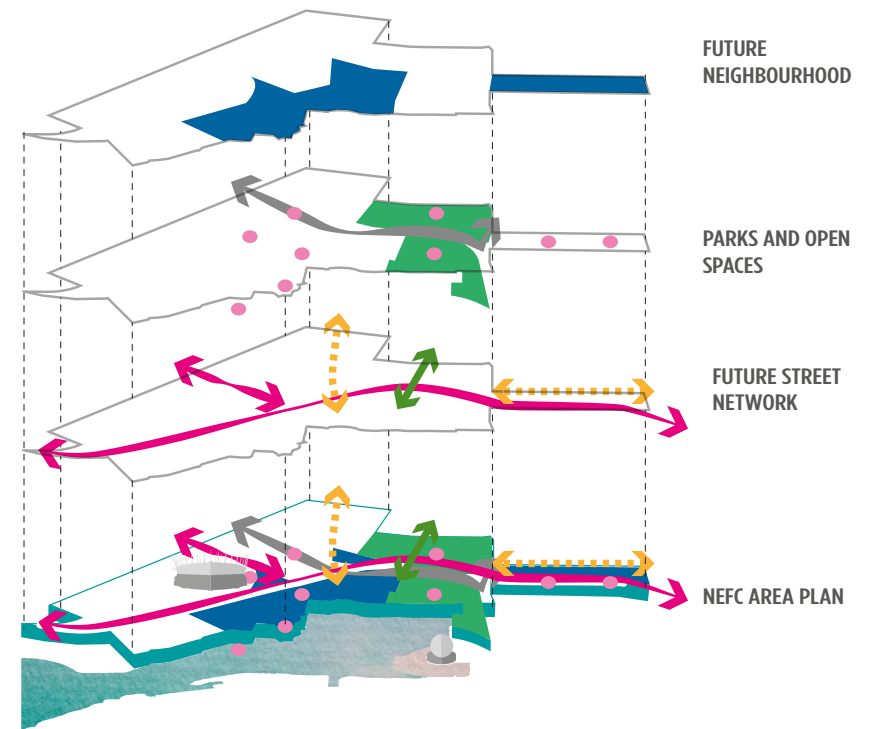 FUTURE
NEIGHBOURHOOD
PARKS AND OPEN
SPACES
FUTURE STREET
NETWORK
NEFC AREA PLAN